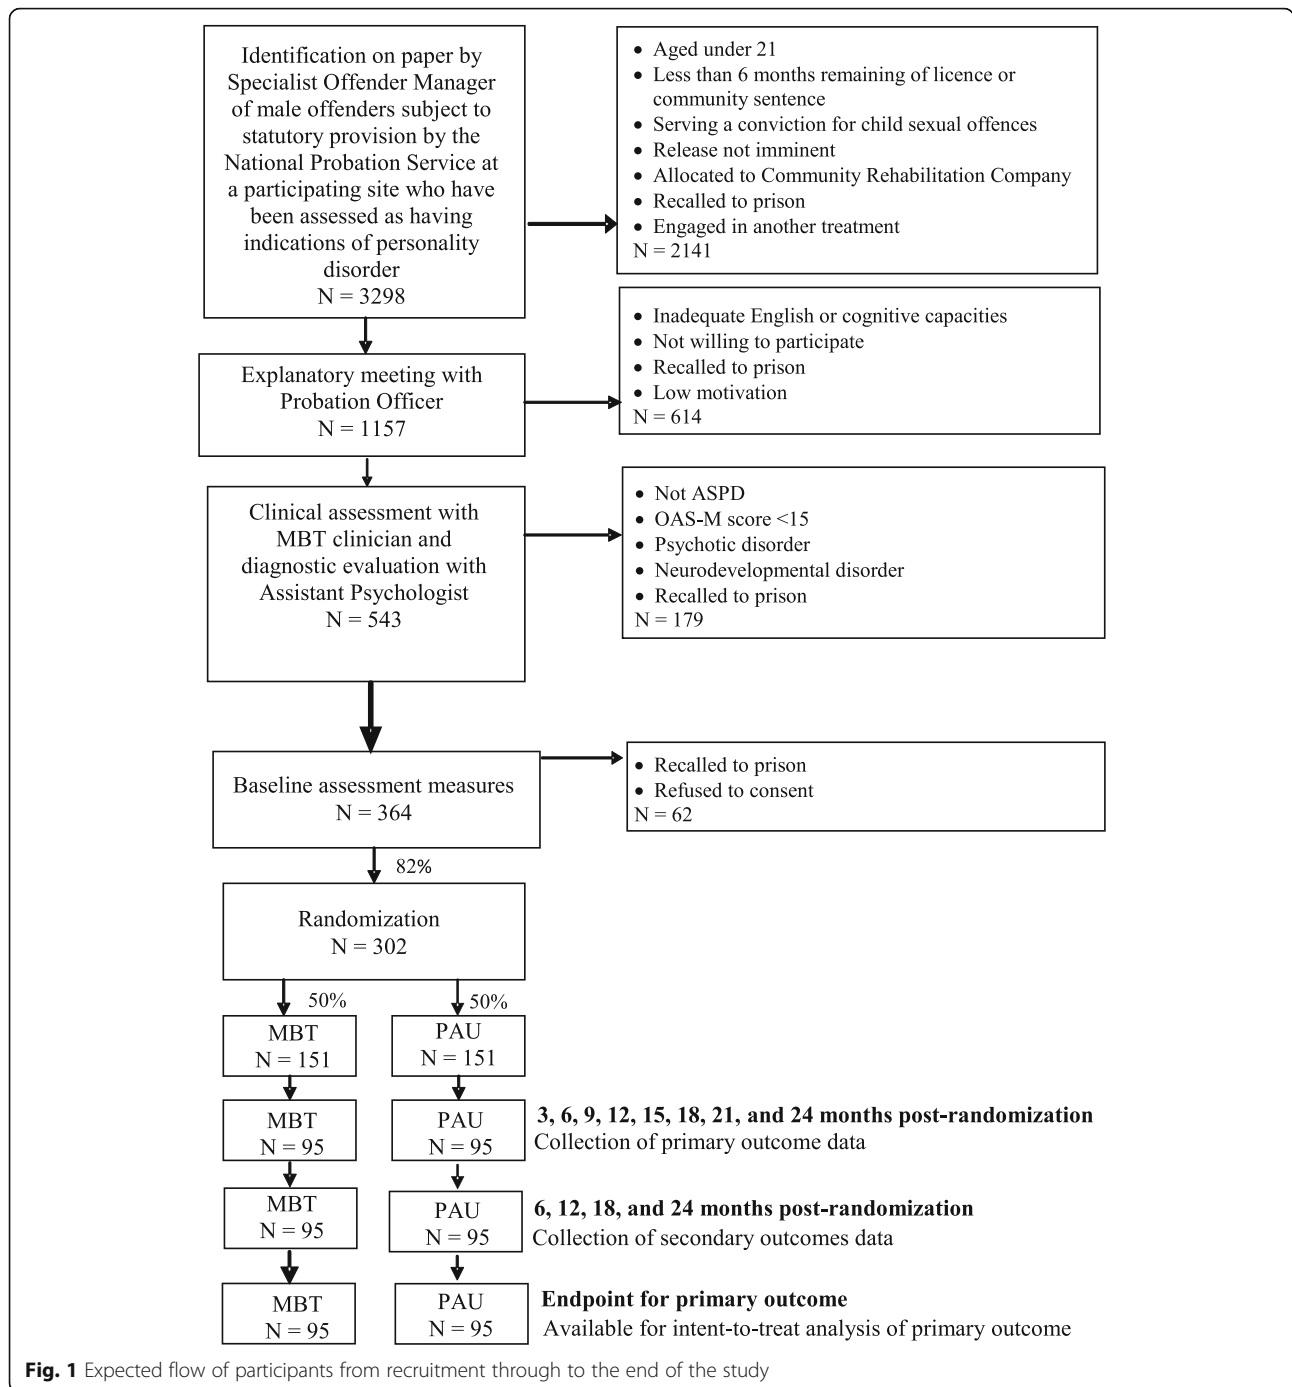 Identification on paper by
Specialist Offender Manager
of male offenders subject to
statutory provision by the
National Probation Service at
a participating site who have
been assessed as having
indications of personality
disorder
N = 3298
• Aged under 21
• Less than 6 months remaining of licence or
community sentence
• Serving a conviction for child sexual offences
• Release not imminent
• Allocated to Community Rehabilitation Company
• Recalled to prison
• Engaged in another treatment
N = 2141
Explanatory meeting with
Probation Officer
N = 1157
• Inadequate English or cognitive capacities
• Not willing to participate
• Recalled to prison
• Low motivation
N = 614
Clinical assessment with
MBT clinician and
diagnostic evaluation with
Assistant Psychologist
N = 543
• Not ASPD
• OAS-M score <15
• Psychotic disorder
• Neurodevelopmental disorder
• Recalled to prison
N = 179
Baseline assessment measures
N = 364
• Recalled to prison
• Refused to consent
N = 62
82%
Randomization
N = 302
50%
50%
MBT
N = 151
PAU
N = 151
MBT
N = 95
PAU
N = 95
3, 6, 9, 12, 15, 18, 21, and 24 months post-randomization
Collection of primary outcome data
MBT
N = 95
PAU
N = 95
6, 12, 18, and 24 months post-randomization
Collection of secondary outcomes data
MBT
N = 95
PAU
N = 95
Endpoint for primary outcome
Available for intent-to-treat analysis of primary outcome
Fig. 1 Expected flow of participants from recruitment through to the end of the study